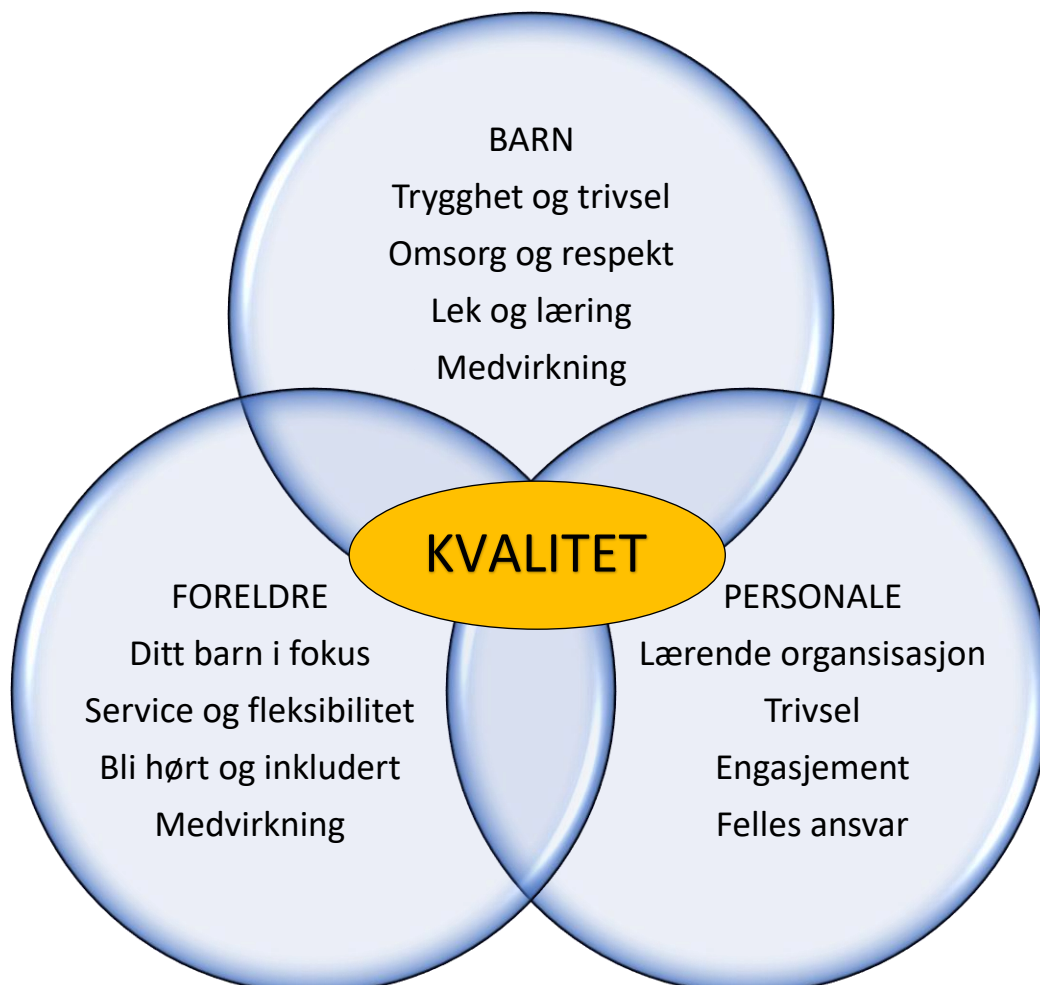 BARN
Trygghet og trivsel
Omsorg og respekt
Lek og læring
Medvirkning
KVALITET
FORELDRE
Ditt barn i fokus
Service og fleksibilitet
Bli hørt og inkludert
Medvirkning
PERSONALE
Lærende organsisasjon
Trivsel
Engasjement
Felles ansvar